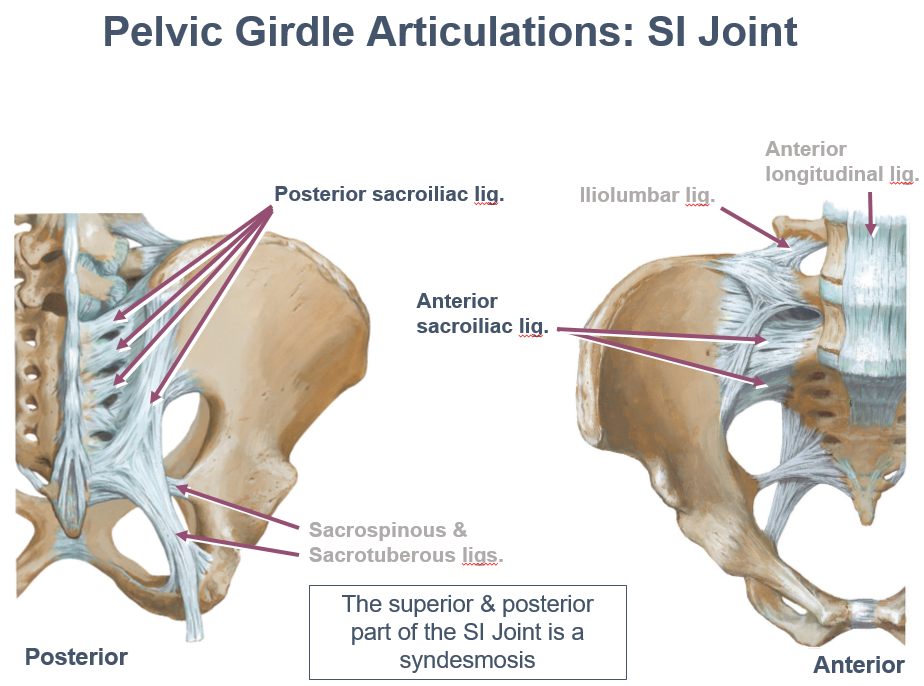 Pelvic Girdle Articulations: SI Joint
Anterior
longitudinal lig.
Posterior sacroiliac lig.
Iliolumbar lig.
Anterior
sacroiliac lig.
Sacrospinous &
Sacrotuberous ligs.
The superior & posterior
part of the SI Joint is a
syndesmosis
Posterior
Anterior